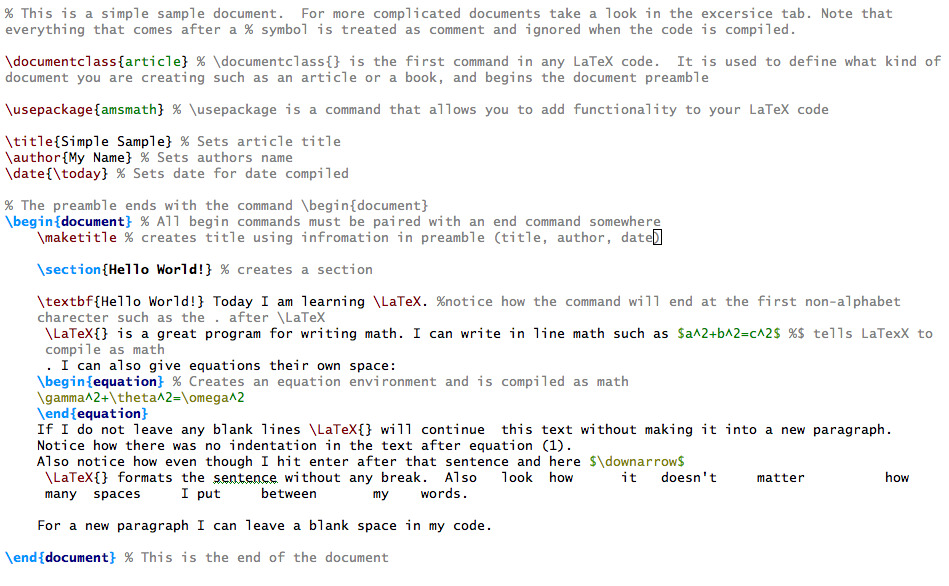 % This is a simple sample document.  For more complicated documents take a look in the excersice tab. Note that
everything that comes after a % symbol is treated as comment and ignored when the code is compiled.
\documentclass{article} % \documentclass{} is the first command in any LaTeX code.  It is used to define what kind of
document you are creating such as an article or a book, and begins the document preamble
\usepackage{amsmath} % \usepackage is a command that allows you to add functionality to your LaTeX code
\title{Simple Sample} % Sets article title
\author{My Name} % Sets authors name
\date{\today} % Sets date for date compiled
% The preamble ends with the command \begin{document}
\begin{document} % All begin commands must be paired with an end command somewhere
\maketitle % creates title using infromation in preamble (title, author, date)
\section{Hello World!} % creates a section
\textbf{Hello World!} Today I am learning \LaTeX. %notice how the command will end at the first non-alphabet
charecter such as the . after \LaTeX
\LaTeX{} is a great program for writing math. I can write in line math such as $a^2+b^2=c^2$ %$ tells LaTexX to
compile as math
. I can also give equations their own space:
\begin{equation} % Creates an equation environment and is compiled as math
\gamma^2+\theta^2=\omega^2
\end{equation}
If I do not leave any blank lines \LaTeX{} will continue  this text without making it into a new paragraph.
Notice how there was no indentation in the text after equation (1).
Also notice how even though I hit enter after that sentence and here $\downarrow$
\LaTeX{} formats the sentence without any break.  Also   look  how      it   doesn't     matter          how
many  spaces     I put     between       my    words.
For a new paragraph I can leave a blank space in my code.
\end{document} % This is the end of the document